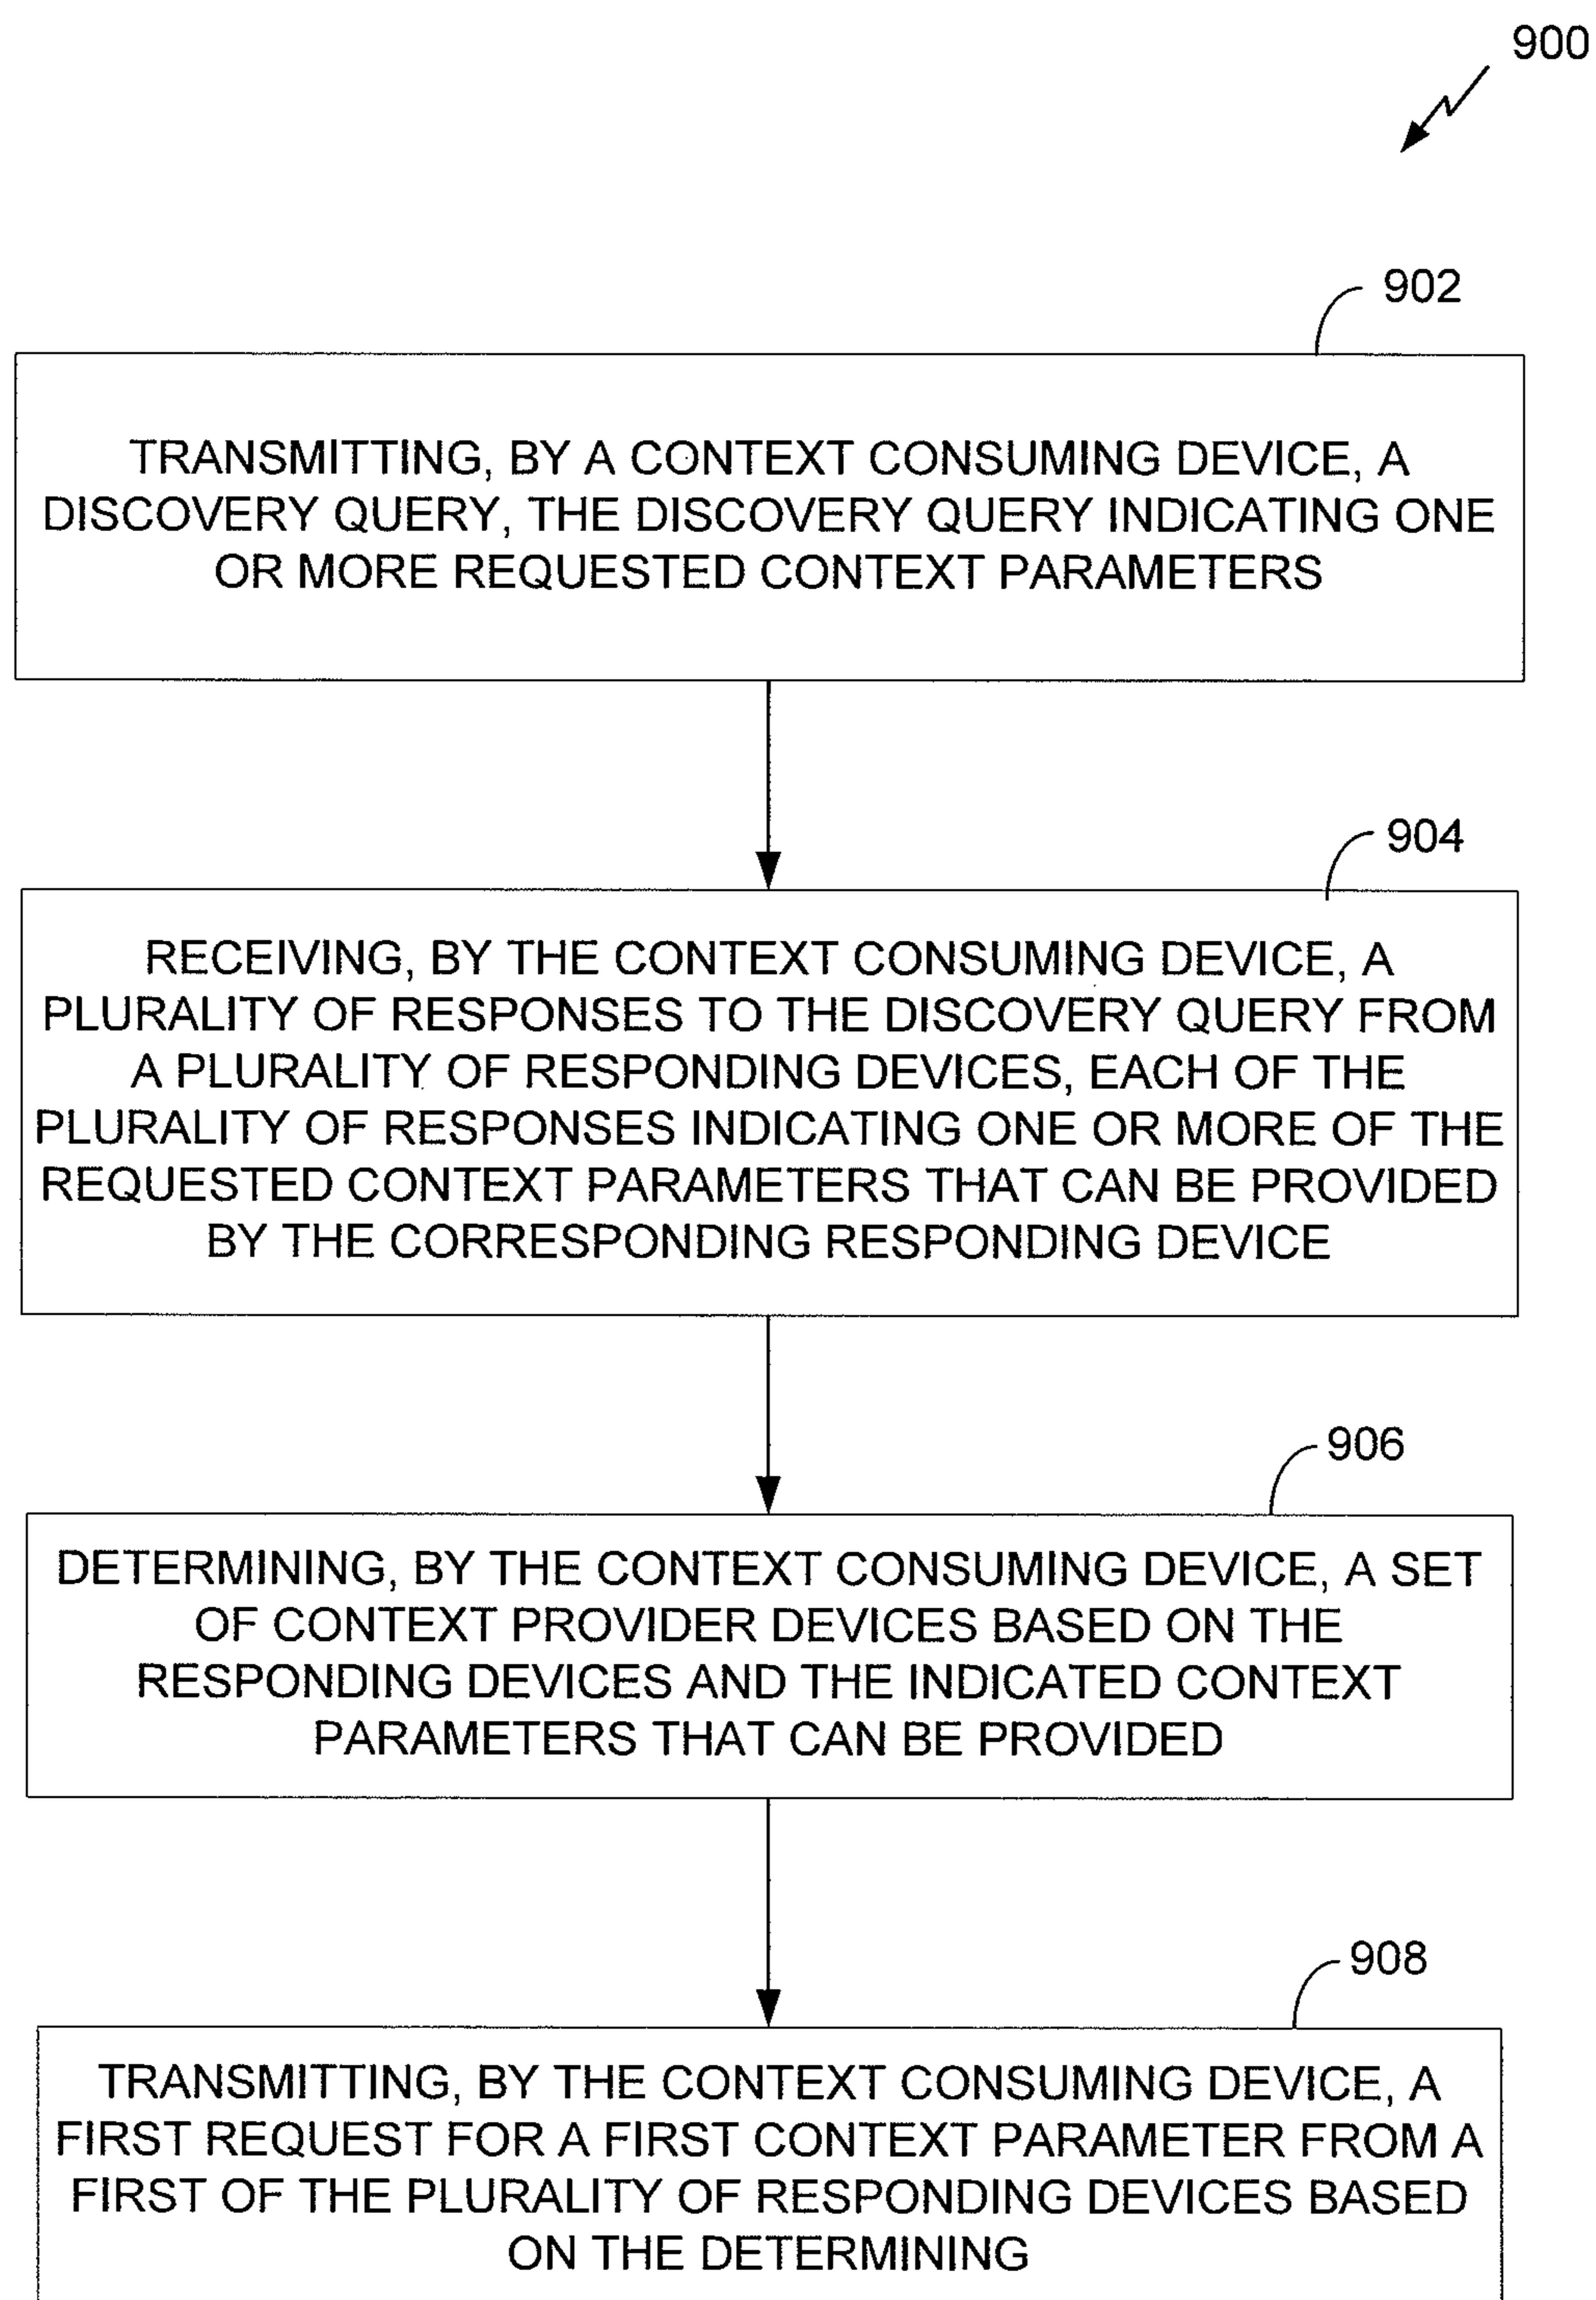 900
902
TRANSMITTING, BY A CONTEXT CONSUMING DEVICE, A
DISCOVERY QUERY, THE DISCOVERY QUERY INDICATING ONE
OR MORE REQUESTED CONTEXT PARAMETERS
904
RECEIVING, BY THE CONTEXT CONSUMING DEVICE, A
PLURALITY OF RESPONSES TO THE DISCOVERY QUERY FROM
A PLURALITY OF RESPONDING DEVICES, EACH OF THE
PLURALITY OF RESPONSES INDICATING ONE OR MORE OF THE
REQUESTED CONTEXT PARAMETERS THAT CAN BE PROVIDED
BY THE CORRESPONDING RESPONDING DEVICE
906
DETERMINING, BY THE CONTEXT CONSUMING DEVICE, A SET
OF CONTEXT PROVIDER DEVICES BASED ON THE
RESPONDING DEVICES AND THE INDICATED CONTEXT
PARAMETERS THAT CAN BE PROVIDED
908
TRANSMITTING, BY THE CONTEXT CONSUMING DEVICE, A
FIRST REQUEST FOR A FIRST CONTEXT PARAMETER FROM A
FIRST OF THE PLURALITY OF RESPONDING DEVICES BASED
ON THE DETERMINING